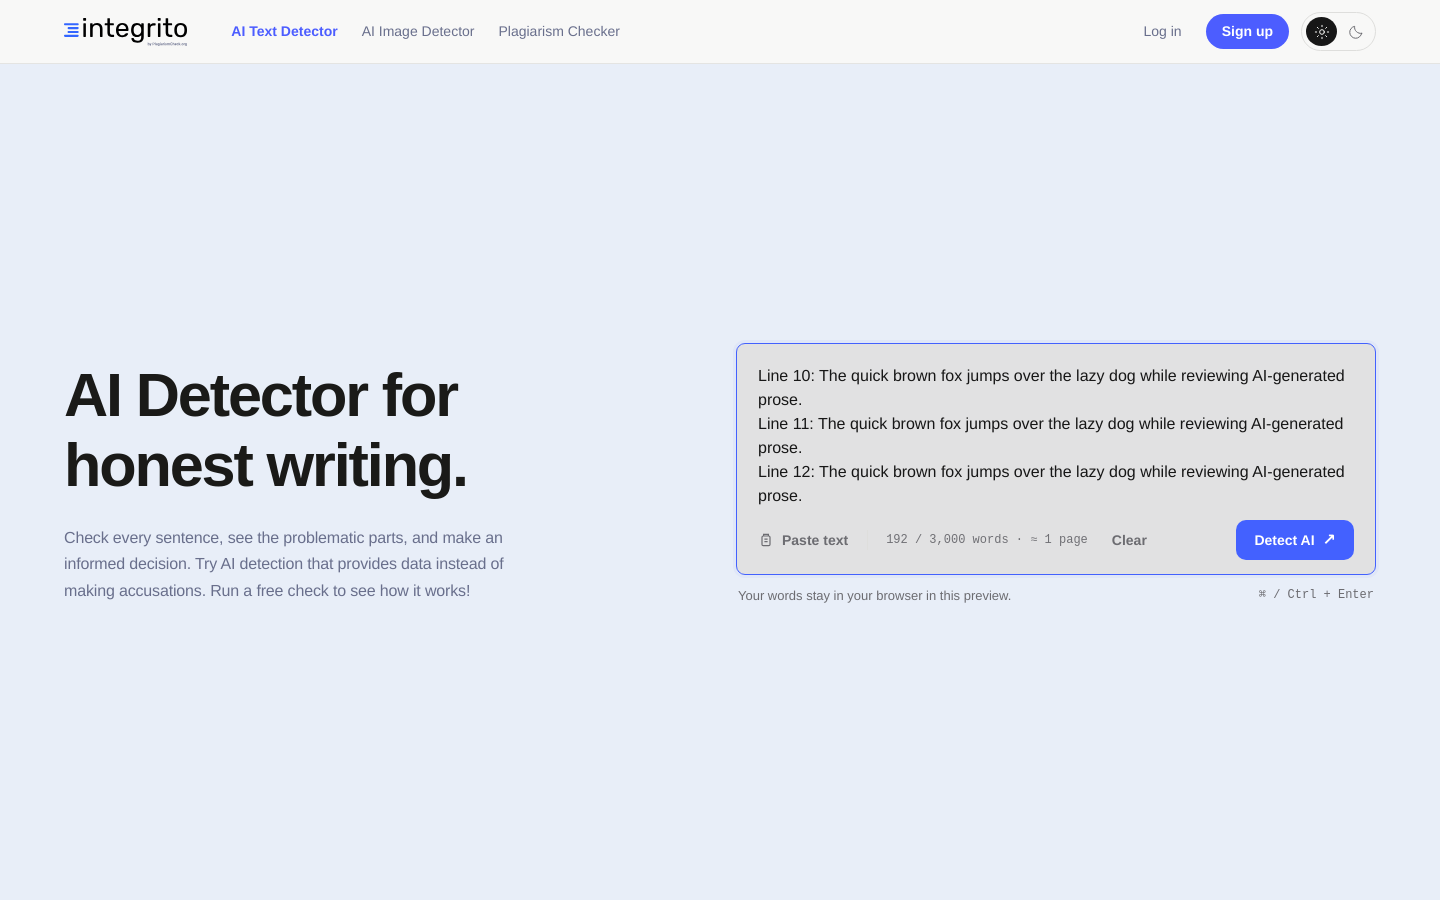 integrito
by PlagiarismCheck.org
AI Text Detector
AI Image Detector
Plagiarism Checker
Log in
Sign up
AI Detector for
honest writing.
Check every sentence, see the problematic parts, and make an
informed decision. Try AI detection that provides data instead of
making accusations. Run a free check to see how it works!
Line 10: The quick brown fox jumps over the lazy dog while reviewing AI-generated
prose.
Line 11: The quick brown fox jumps over the lazy dog while reviewing AI-generated
prose.
Line 12: The quick brown fox jumps over the lazy dog while reviewing AI-generated
prose.
Paste text
192 / 3,000 words · ≈ 1 page
Clear
Detect AI ↗
Your words stay in your browser in this preview.
⌘ / Ctrl + Enter